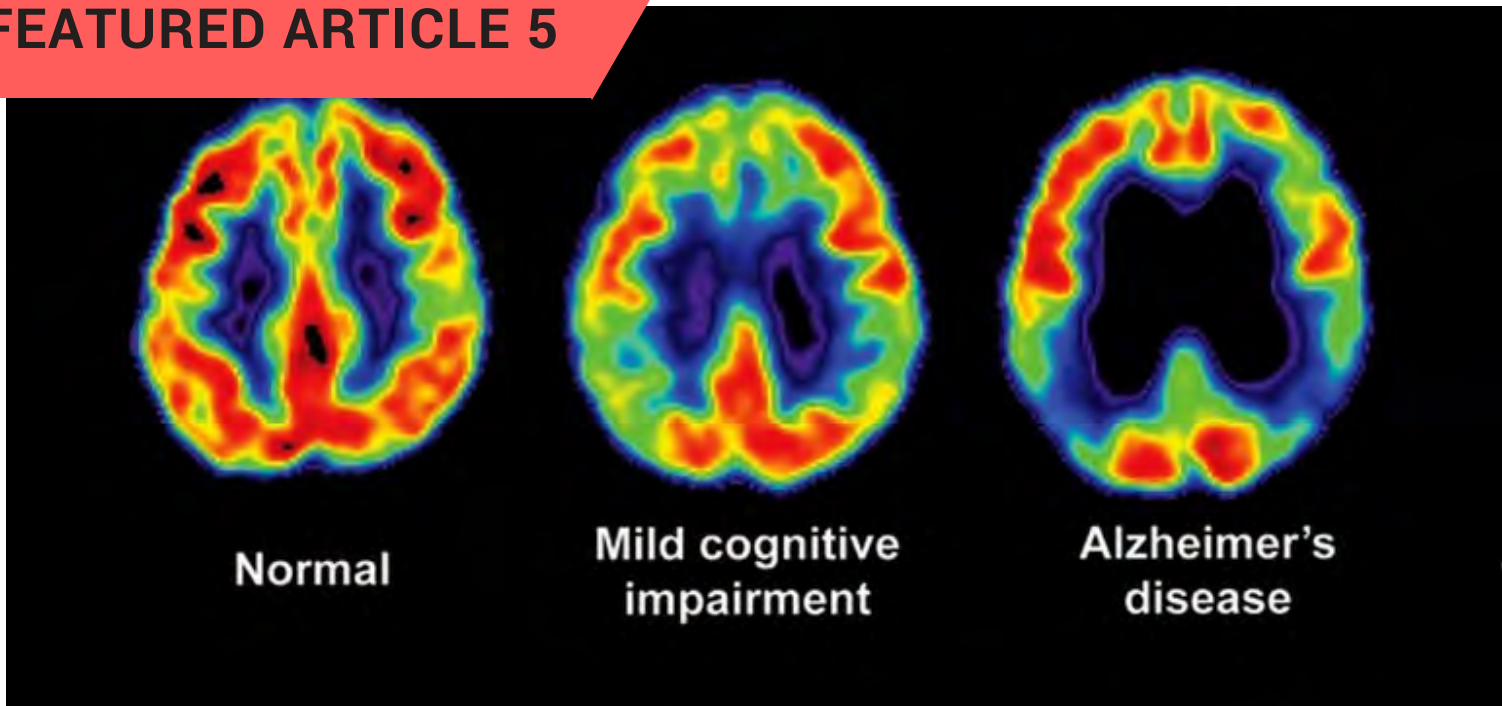 FEATURED ARTICLE 5
Normal
Mild cognitive
impairment
Alzheimer’s
disease